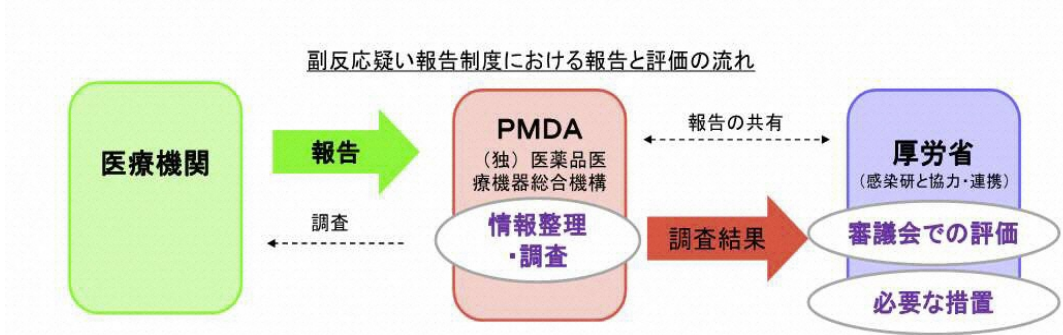 副反応疑い報告制度における報告と評価の流れ
医療機関
報告
調査
PMDA
（独）医薬品医
療機器総合機構
情報整理
・調査
報告の共有
調査結果
厚労省
(感染研と協力・連携)
審議会での評価
必要な措置